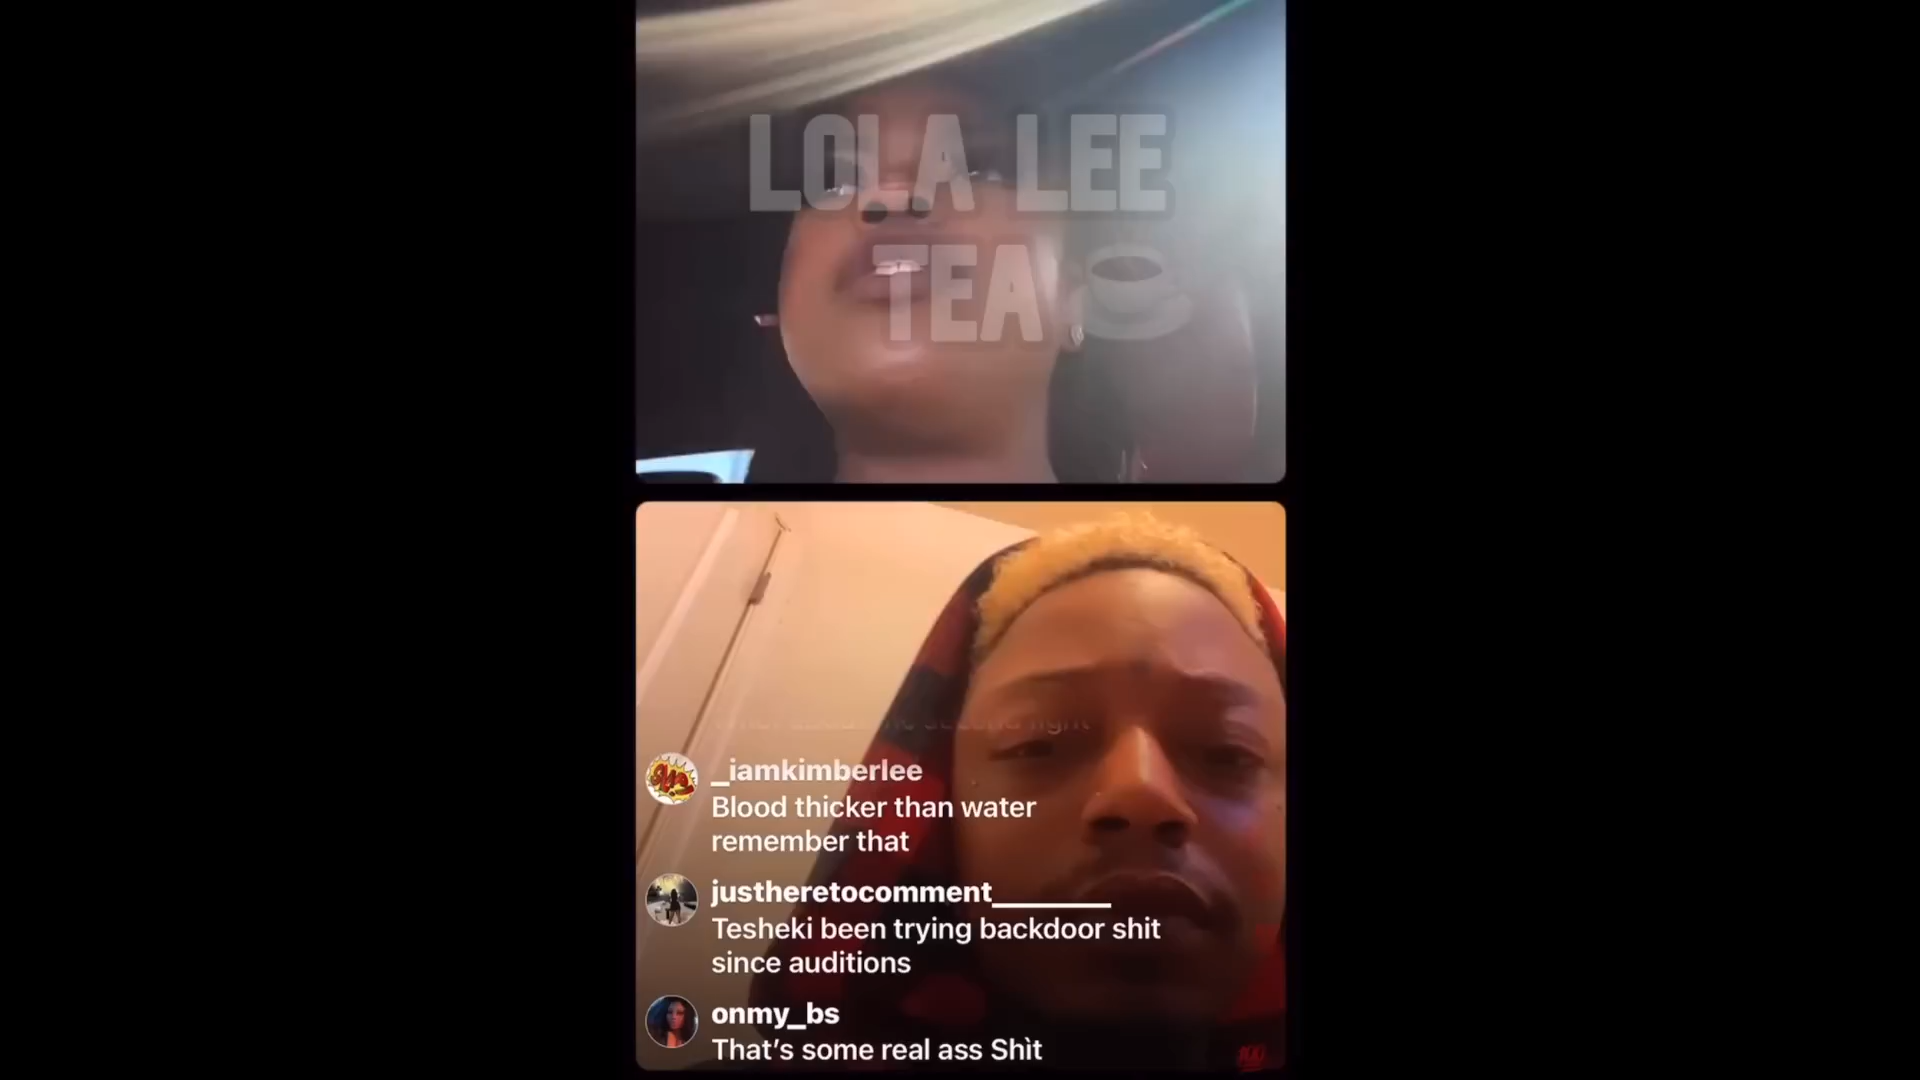 LOLA LEE
TEA
_iamkimberlee
Blood thicker than water
remember that
justheretocomment________
Tesheki been trying backdoor shit
since auditions
onmy_bs
That's some real ass Shìt